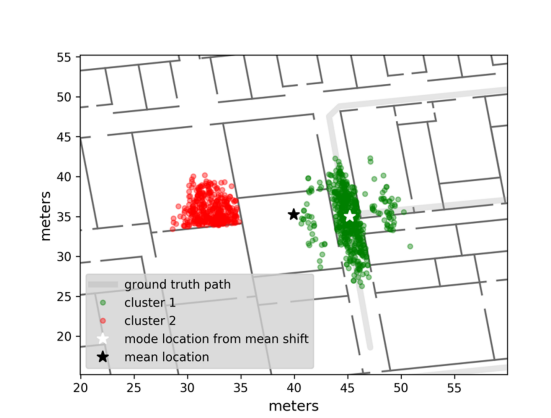 55
50
45
40
35
30
25
20
meters
ground truth path
cluster 1
cluster 2
mode location from mean shift
mean location
20 25 30 35 40 45 50 55
meters